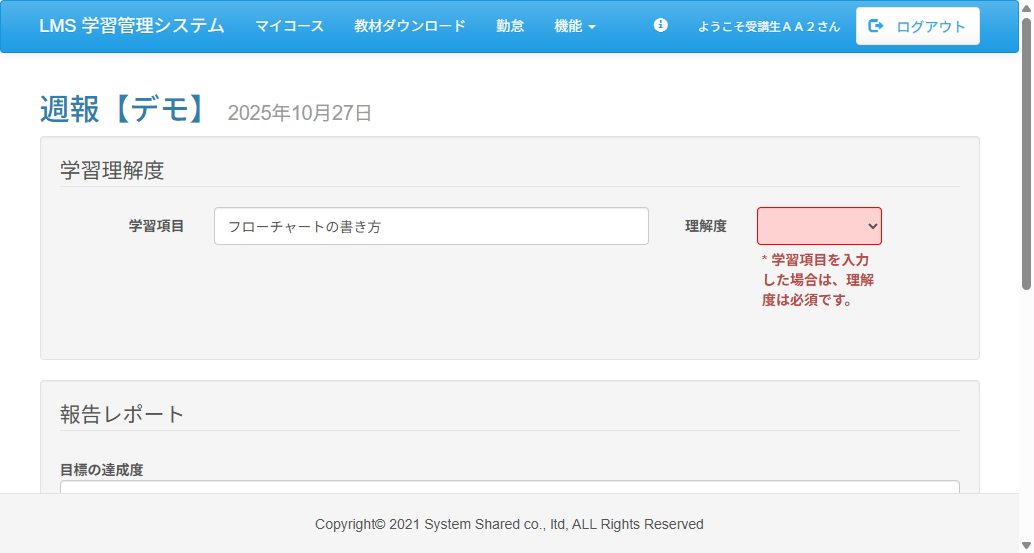 LMS 学習管理システム マイコース 教材ダウンロード 勤怠 機能 ようこそ受講生ＡＡ２さん ログアウト
週報【デモ】 2025年10月27日
学習理解度
学習項目 フローチャートの書き方 理解度
* 学習項目を入力
した場合は、理解
度は必須です。
報告レポート
目標の達成度
Copyright© 2021 System Shared co., ltd, ALL Rights Reserved